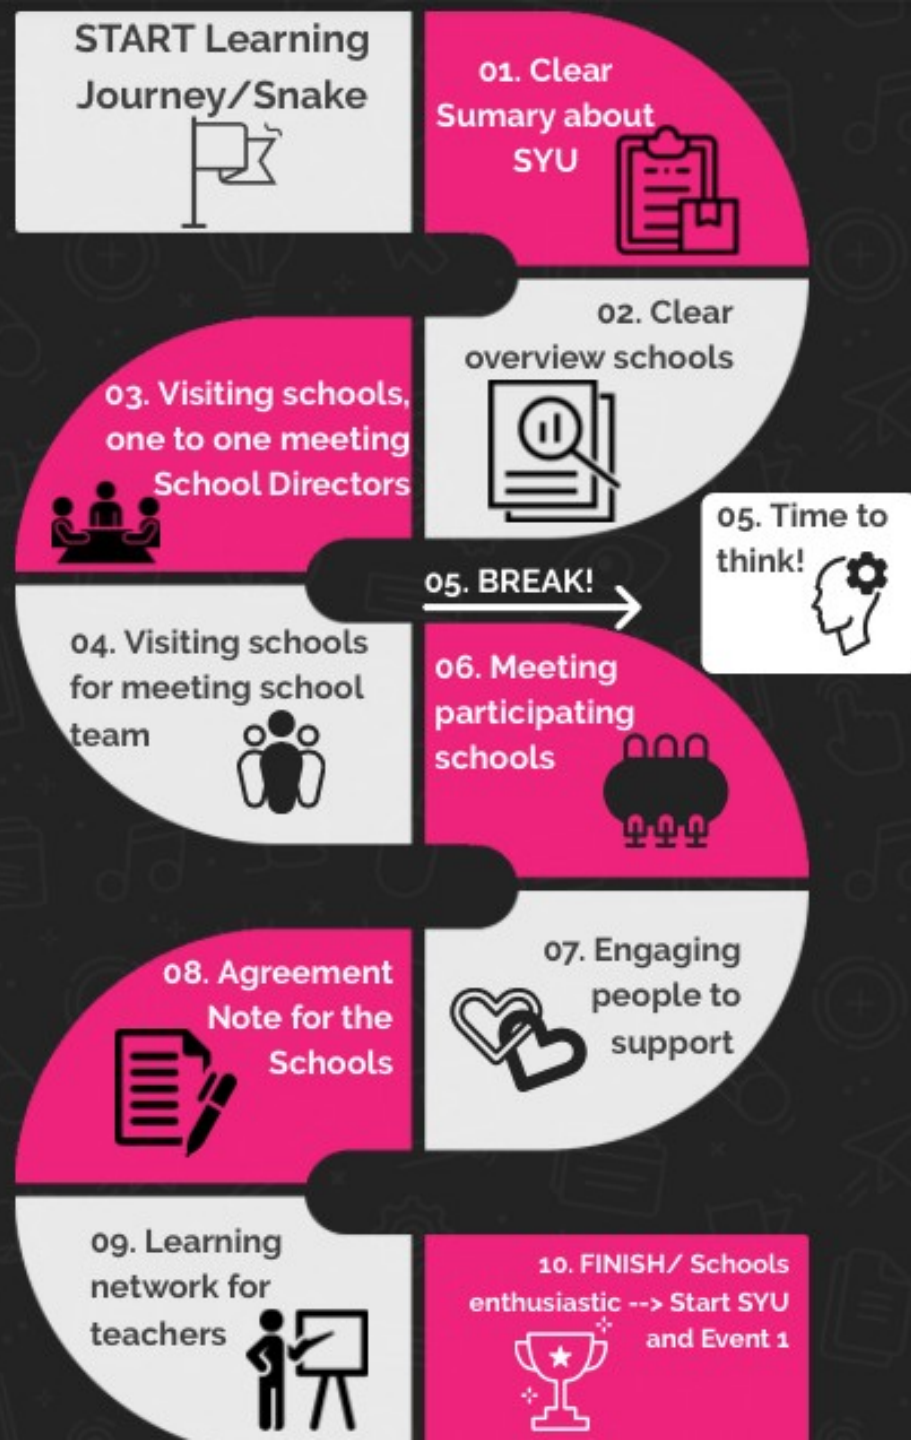 START Learning
Journey/Snake
01. Clear
Sumary about
SYU
02. Clear
overview schools
03. Visiting schools,
one to one meeting
School Directors
04. Visiting schools
for meeting school
team
05. BREAK!
05. Time to
think!
06. Meeting
participating
schools
07. Engaging
people to
support
08. Agreement
Note for the
Schools
09. Learning
network for
teachers
10. FINISH/ Schools
enthusiastic --> Start SYU
and Event 1